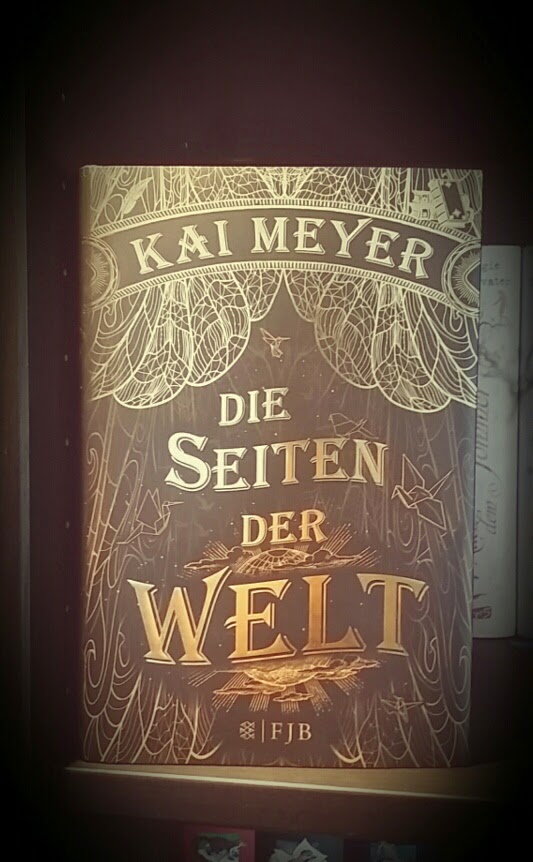 KAI MEYER
DIE
SEITEN
DER
WELT
FJB